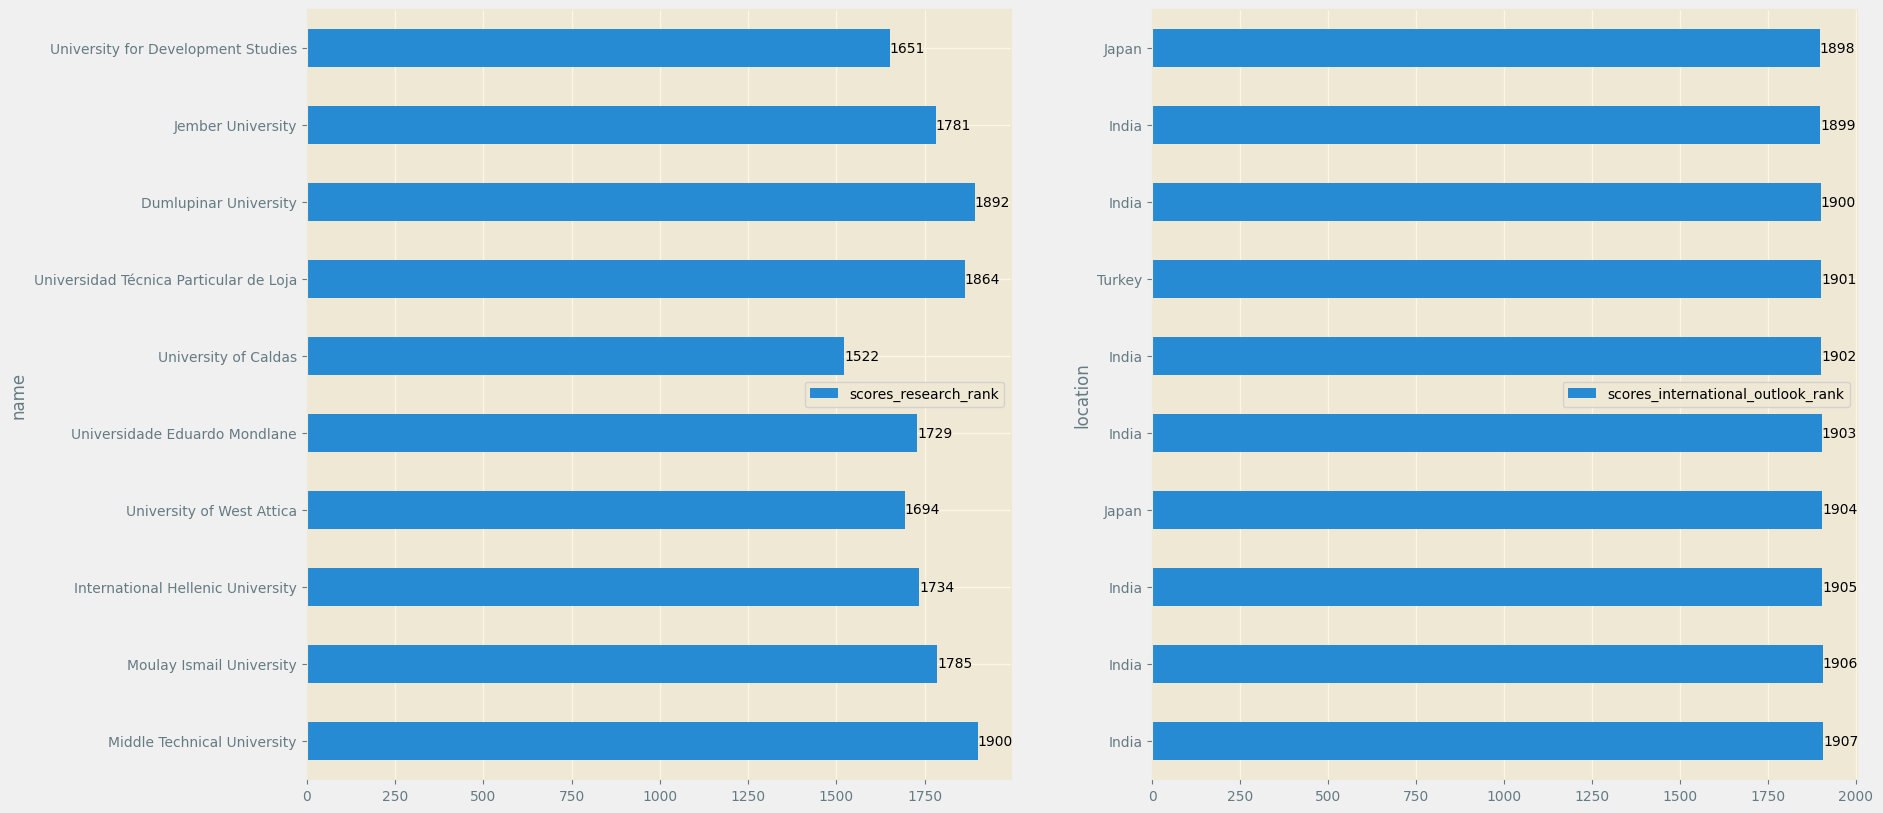 name
University for Development Studies 1651
Jember University 1781
Dumlupinar University 1892
Universidad Técnica Particular de Loja 1864
University of Caldas 1522
scores_research_rank
Universidade Eduardo Mondlane 1729
University of West Attica 1694
International Hellenic University 1734
Moulay Ismail University 1785
Middle Technical University 1900
0 250 500 750 1000 1250 1500 1750
location
Japan 1898
India 1899
India 1900
Turkey 1901
India 1902
scores_international_outlook_rank
India 1903
Japan 1904
India 1905
India 1906
India 1907
0 250 500 750 1000 1250 1500 1750 2000